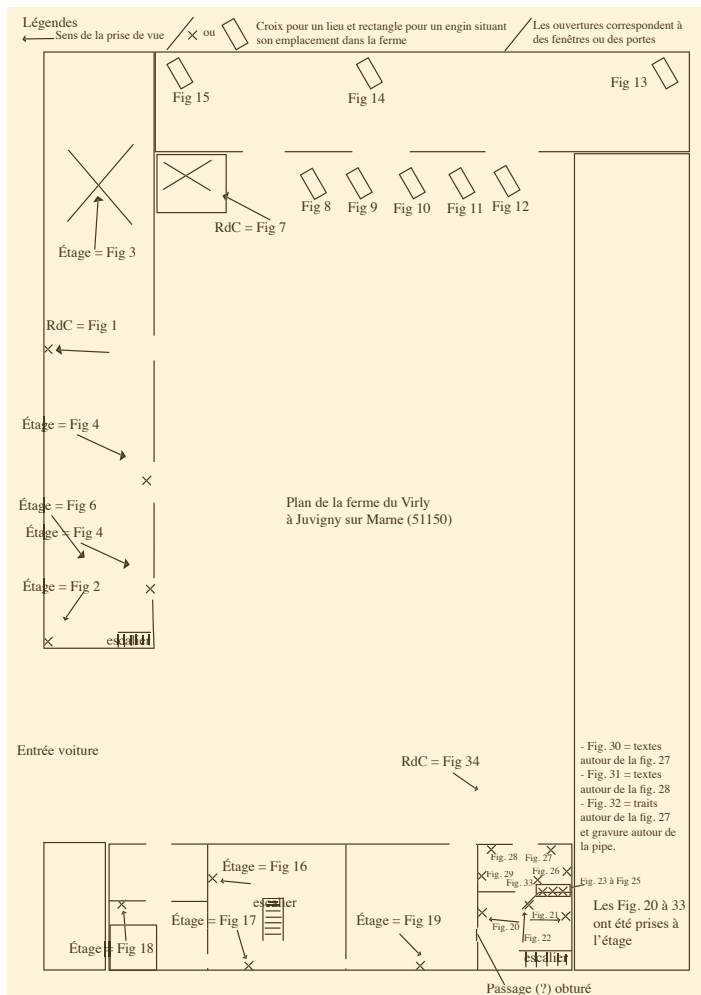 Légendes
Sens de la prise de vue
ou
Croix pour un lieu et rectangle pour un engin situant
son emplacement dans la ferme
Les ouvertures correspondent à
des fenêtres ou des portes
Fig 15
Fig 14
Fig 13
Fig 8
Fig 9
Fig 10
Fig 11
Fig 12
RdC = Fig 7
Étage = Fig 3
RdC = Fig 1
Étage = Fig 4
Étage = Fig 6
Étage = Fig 4
Étage = Fig 2
escalier
Plan de la ferme du Virly
à Juvigny sur Marne (51150)
Entrée voiture
RdC = Fig 34
- Fig. 30 = textes
autour de la fig. 27
- Fig. 31 = textes
autour de la fig. 28
- Fig. 32 = traits
autour de la fig. 27
et gravure autour de
la pipe.
Étage = Fig 16
escalier
Étage = Fig 17
Étage = Fig 18
Étage = Fig 19
Fig. 28
Fig. 27
Fig. 29
Fig. 26
Fig. 33
Fig. 23 à Fig 25
Fig. 21
Fig. 20
Fig. 22
escalier
Les Fig. 20 à 33
ont été prises à
l’étage
Passage (?) obturé